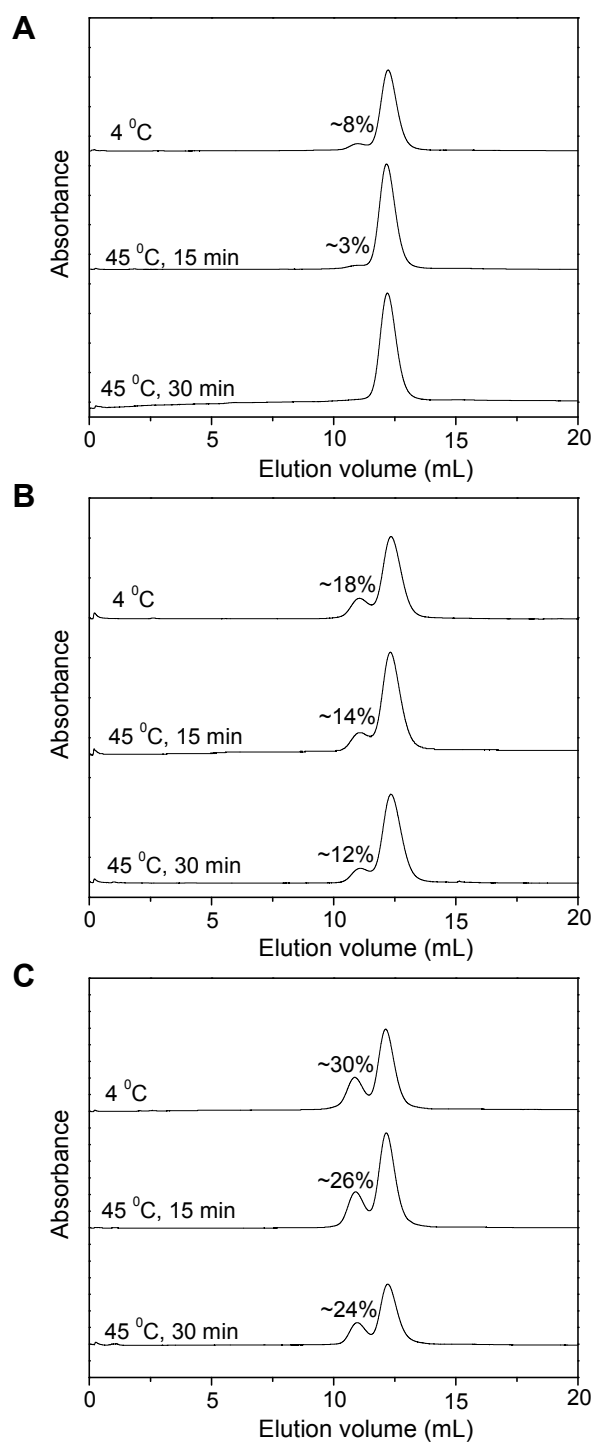 A
~8%
4 ⁰C
~3%
45 ⁰C, 15 min
45 ⁰C, 30 min
Absorbance
0 5 10 15 20
Elution volume (mL)
B
~18%
4 ⁰C
~14%
45 ⁰C, 15 min
~12%
45 ⁰C, 30 min
Absorbance
0 5 10 15 20
Elution volume (mL)
C
~30%
4 ⁰C
~26%
45 ⁰C, 15 min
~24%
45 ⁰C, 30 min
Absorbance
0 5 10 15 20
Elution volume (mL)